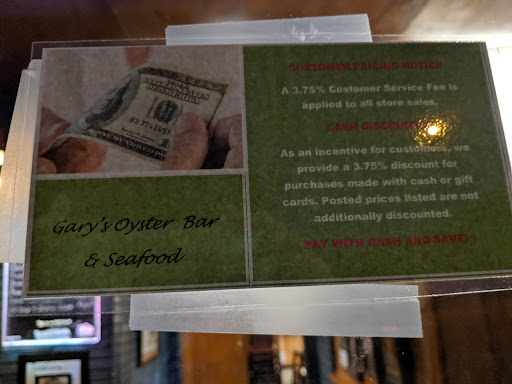 CUSTOMER PRICING NOTICE
A 3.75% Customer Service Fee is
applied to all store sales.
CASH DISCOUNT
As an incentive for customers, we
provide a 3.75% discount for
purchases made with cash or gift
cards. Posted prices listed are not
additionally discounted.
PAY WITH CASH AND SAVE!
Gary's Oyster Bar
& Seafood